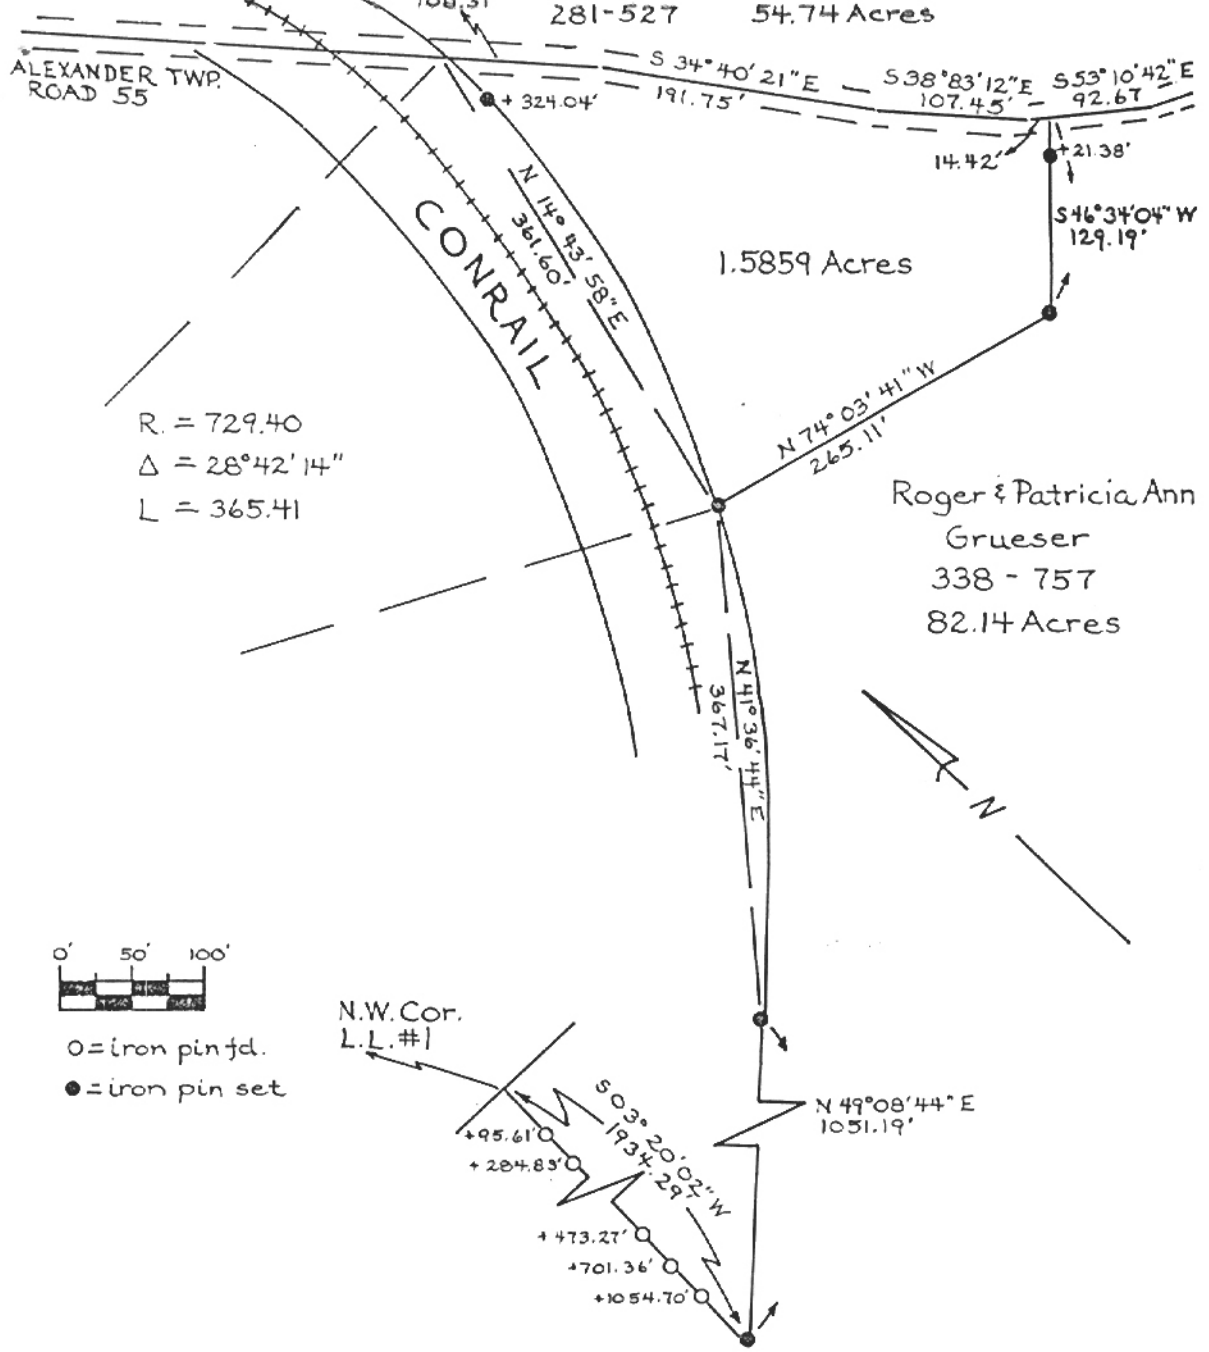 281-527 54.74 Acres
ALEXANDER TWP.
ROAD 55
+ 324.04'
S 34°40'21"E
191.75'
S38°83'12"E
107.45'
S53°10'42"E
92.67
14.42'
+21.38'
S46°34'04"W
129.19'
N 14° 43' 58"E
361.60'
CONRAIL
1.5859 Acres
R. = 729.40
Δ = 28°42'14"
L = 365.41
N 74° 03' 41" W
265.11'
Roger & Patricia Ann
Grueser
338 - 757
82.14 Acres
N 41° 36' 44" E
367.17'
N
0' 50' 100'
O = iron pin fd.
● = iron pin set
N.W. Cor.
L.L. #1
S 03° 20' 02" W
1934.29'
N 49°08'44" E
1051.19'
+95.61'
+ 284.85'
+ 473.27'
+701.36'
+1054.70'